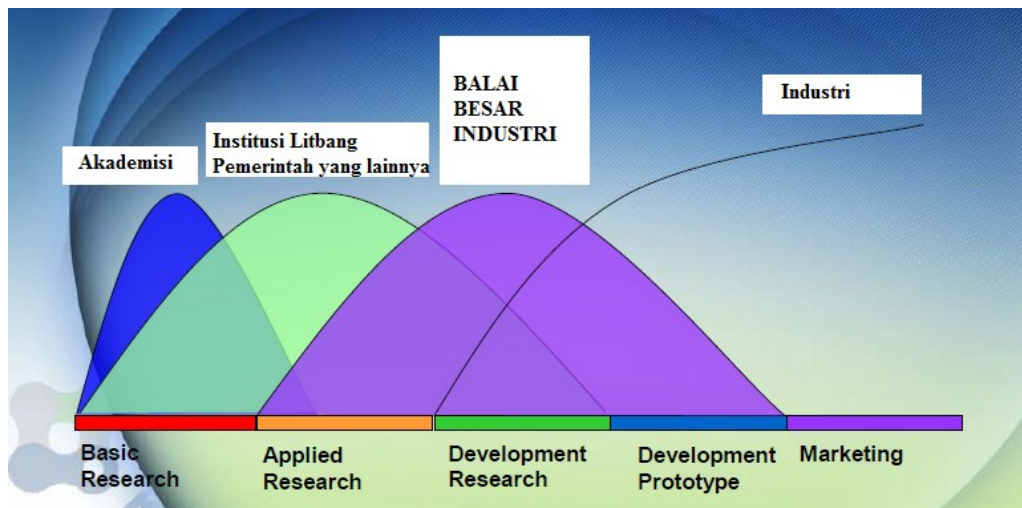 BALAI
BESAR
INDUSTRI
Industri
Institusi Litbang
Pemerintah yang lainnya
Akademisi
Basic
Research
Applied
Research
Development
Research
Development
Prototype
Marketing